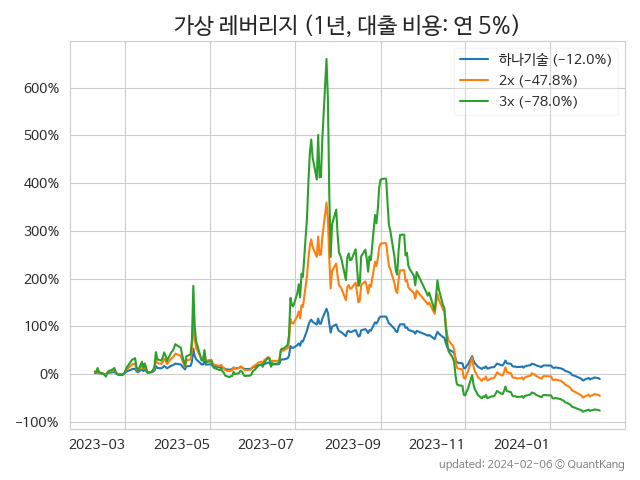 가상 레버리지 (1년, 대출 비용: 연 5%)
하나기술 (-12.0%)
2x (-47.8%)
3x (-78.0%)
600%
500%
400%
300%
200%
100%
0%
-100%
2023-03 2023-05 2023-07 2023-09 2023-11 2024-01
updated: 2024-02-06 © QuantKang